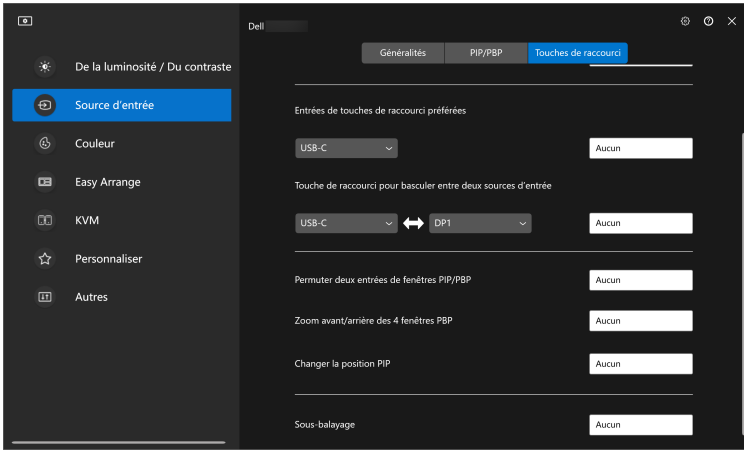 Dell
Généralités PIP/PBP Touches de raccourci
De la luminosité / Du contraste
Source d'entrée
Couleur
Easy Arrange
KVM
Personnaliser
Autres
Entrées de touches de raccourci préférées
USB-C Aucun
Touche de raccourci pour basculer entre deux sources d'entrée
USB-C DP1 Aucun
Permuter deux entrées de fenêtres PIP/PBP Aucun
Zoom avant/arrière des 4 fenêtres PBP Aucun
Changer la position PIP Aucun
Sous-balayage Aucun